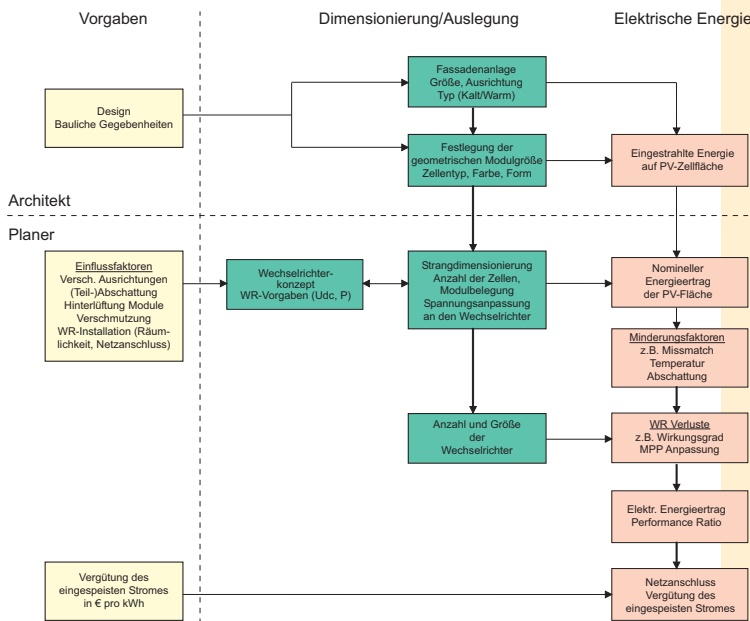 Vorgaben
Dimensionierung/Auslegung
Elektrische Energie
Design
Bauliche Gegebenheiten
Fassadenanlage
Größe, Ausrichtung
Typ (Kalt/Warm)
Festlegung der
geometrischen Modulgröße
Zellentyp, Farbe, Form
Eingestrahlte Energie
auf PV-Zellfläche
Architekt
Planer
Einflussfaktoren
Versch. Ausrichtungen
(Teil-)Abschattung
Hinterlüftung Module
Verschmutzung
WR-Installation (Räum-
lichkeit, Netzanschluss)
Wechselrichter-
konzept
WR-Vorgaben (Udc, P)
Strangdimensionierung
Anzahl der Zellen,
Modulbelegung
Spannungsanpassung
an den Wechselrichter
Nomineller
Energieertrag
der PV-Fläche
Minderungsfaktoren
z.B. Missmatch
Temperatur
Abschattung
Anzahl und Größe
der
Wechselrichter
WR Verluste
z.B. Wirkungsgrad
MPP Anpassung
Elektr. Energieertrag
Performance Ratio
Vergütung des
eingespeisten Stromes
in € pro kWh
Netzanschluss
Vergütung des
eingespeisten Stromes